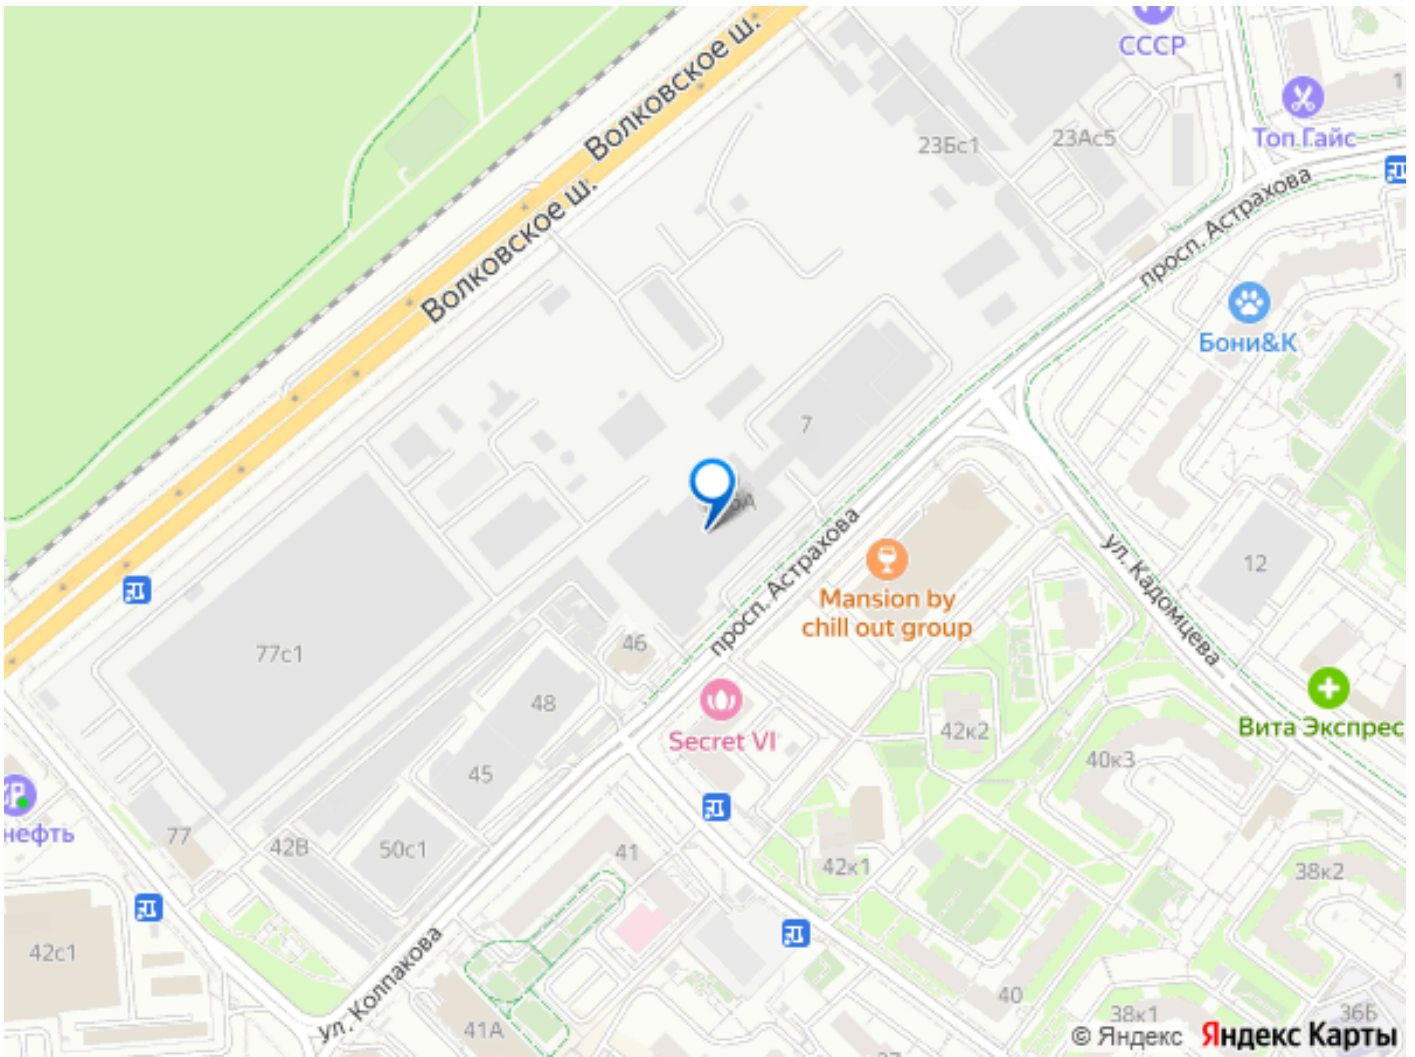 СССР
Волковское ш.
23Бс1
23Ас5
Топ Гайс
1
просп. Астрахова
Волковское ш.
Бони&К
7
просп. Астрахова
Mansion by
chill out group
ул. Кадомцева
12
77с1
46
48
Secret VI
42к2
Вита Экспрес
40к3
45
нефть
77
42В
50с1
41
42к1
38к2
42с1
ул. Колпакова
41А
40
38к1
36Б
© Яндекс Яндекс Карты